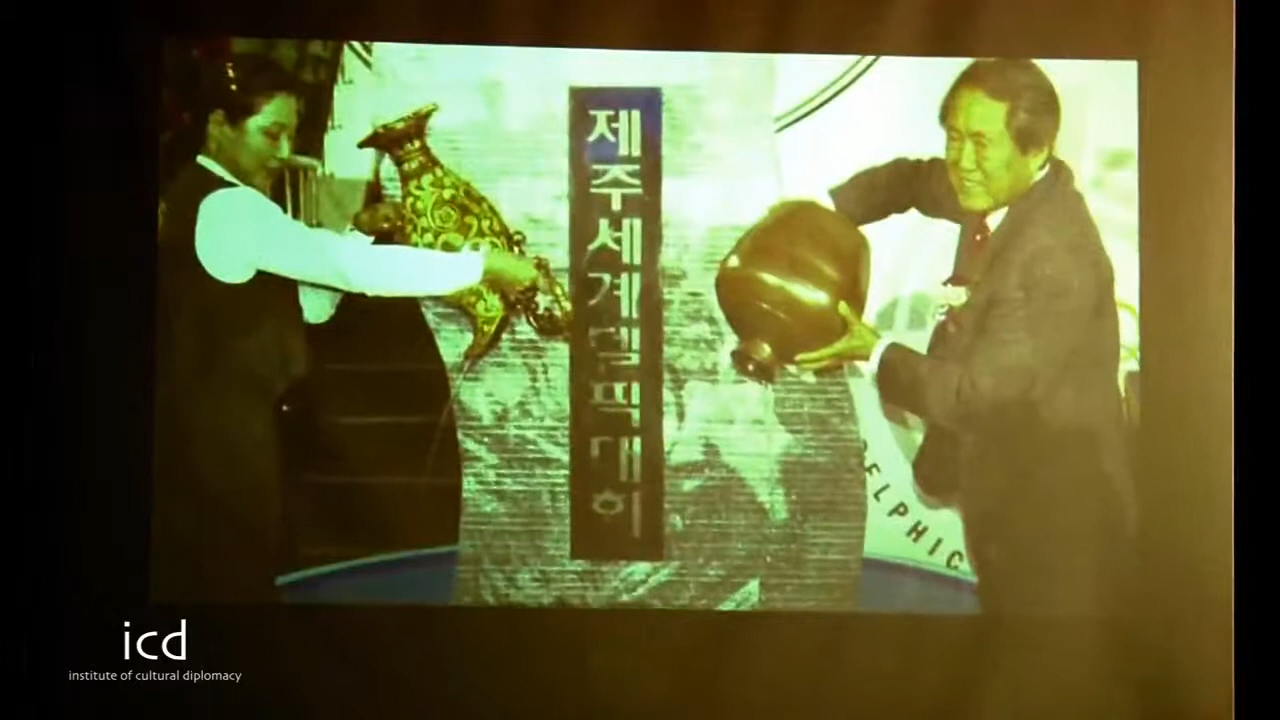 제주세계델픽대회
DELPHIC
icd
institute of cultural diplomacy